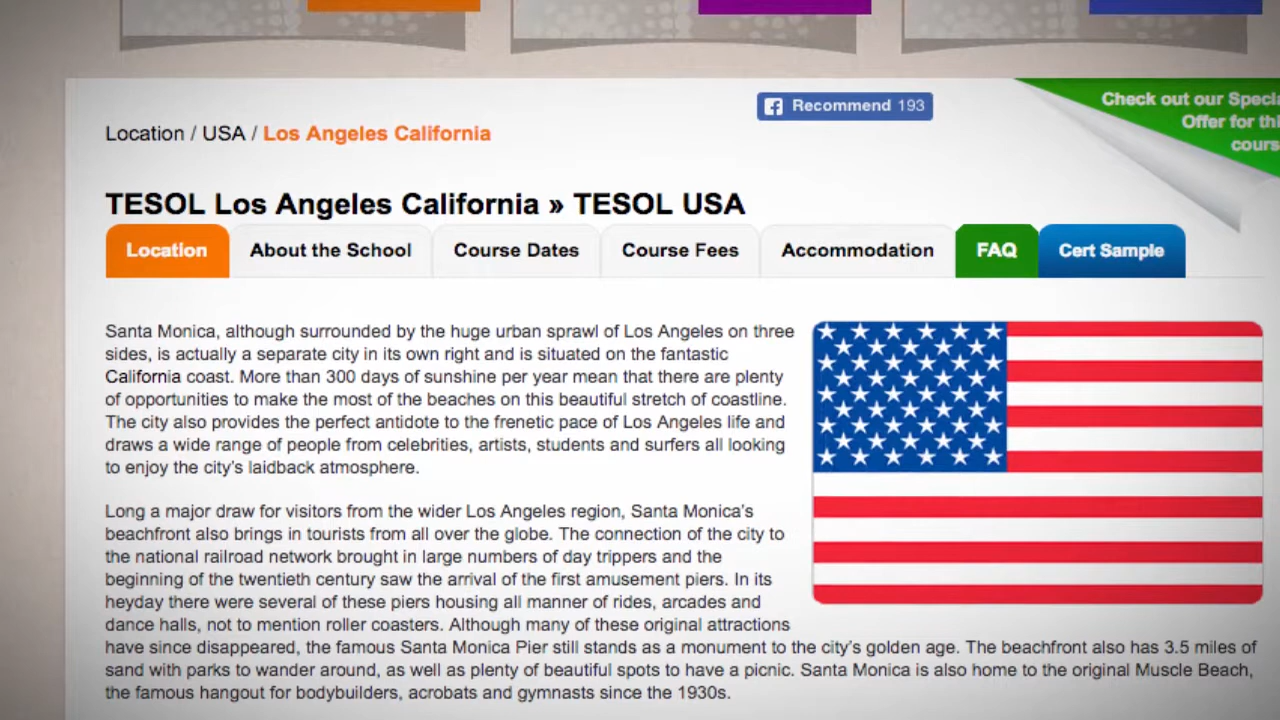 Check out our Special
Offer for this
course
Recommend 193
Location / USA / Los Angeles California
TESOL Los Angeles California » TESOL USA
Location
About the School
Course Dates
Course Fees
Accommodation
FAQ
Cert Sample
Santa Monica, although surrounded by the huge urban sprawl of Los Angeles on three
sides, is actually a separate city in its own right and is situated on the fantastic
California coast. More than 300 days of sunshine per year mean that there are plenty
of opportunities to make the most of the beaches on this beautiful stretch of coastline.
The city also provides the perfect antidote to the frenetic pace of Los Angeles life and
draws a wide range of people from celebrities, artists, students and surfers all looking
to enjoy the city's laidback atmosphere.
Long a major draw for visitors from the wider Los Angeles region, Santa Monica's
beachfront also brings in tourists from all over the globe. The connection of the city to
the national railroad network brought in large numbers of day trippers and the
beginning of the twentieth century saw the arrival of the first amusement piers. In its
heyday there were several of these piers housing all manner of rides, arcades and
dance halls, not to mention roller coasters. Although many of these original attractions
have since disappeared, the famous Santa Monica Pier still stands as a monument to the city's golden age. The beachfront also has 3.5 miles of
sand with parks to wander around, as well as plenty of beautiful spots to have a picnic. Santa Monica is also home to the original Muscle Beach,
the famous hangout for bodybuilders, acrobats and gymnasts since the 1930s.